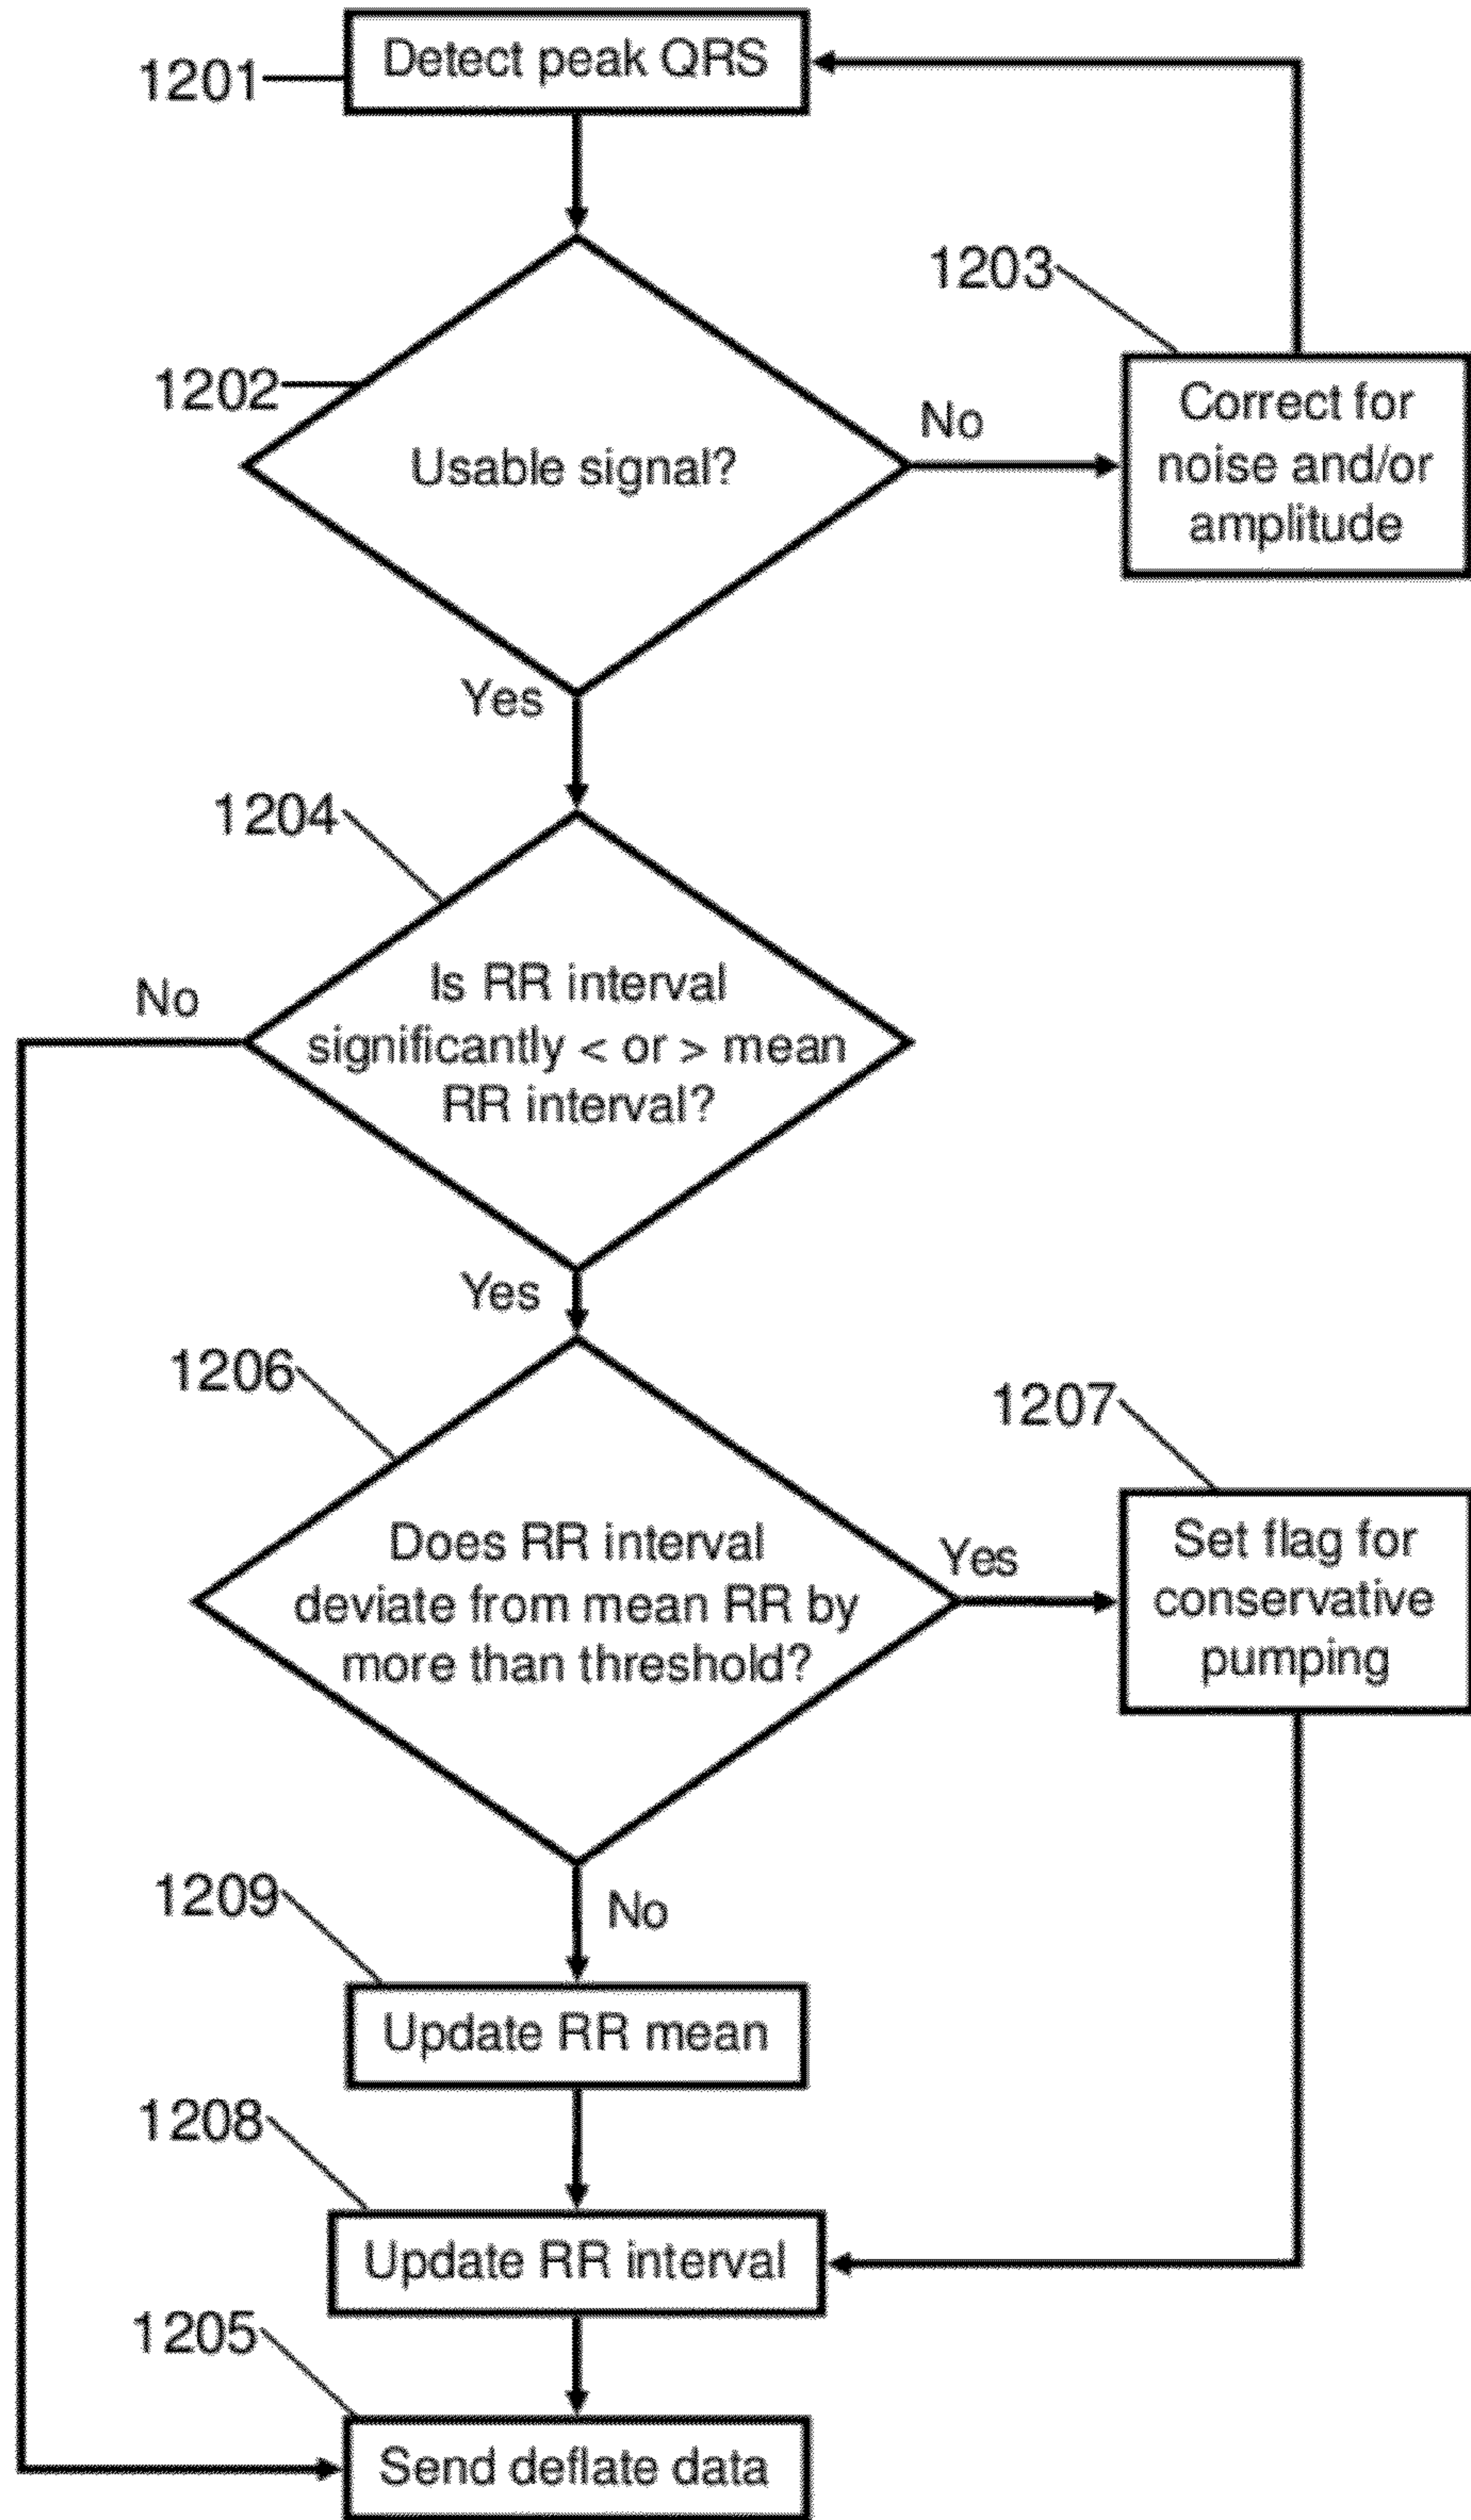 1201
Detect peak QRS
1202
Usable signal?
No
1203
Correct for
noise and/or
amplitude
Yes
1204
No
Is RR interval
significantly < or > mean
RR interval?
Yes
1206
Does RR interval
deviate from mean RR by
more than threshold?
Yes
1207
Set flag for
conservative
pumping
No
1209
Update RR mean
1208
Update RR interval
1205
Send deflate data